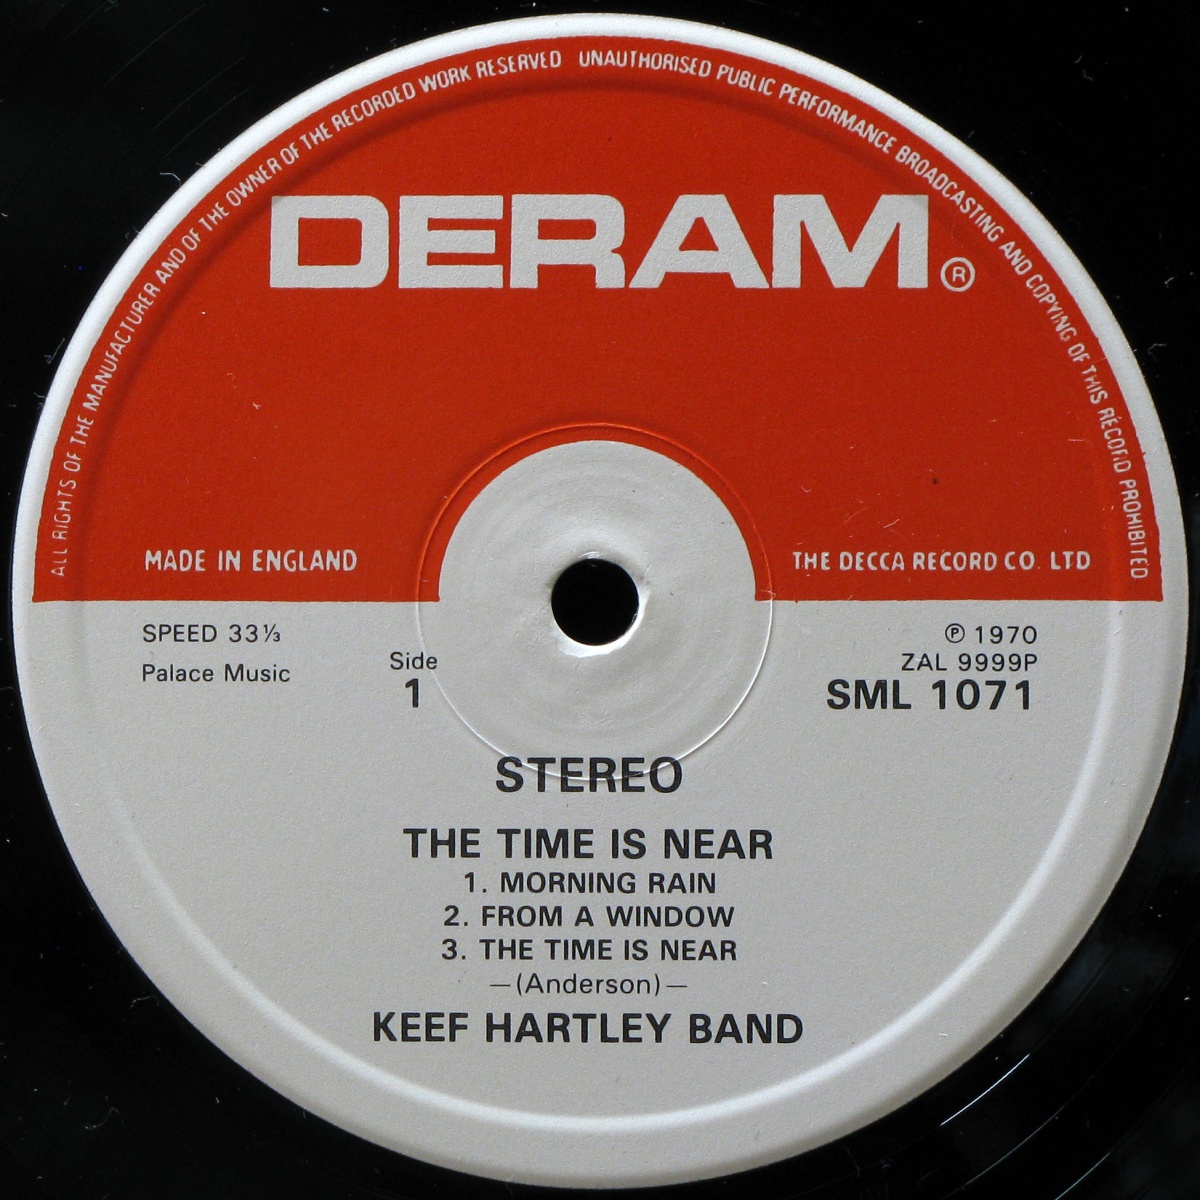 ALL RIGHTS OF THE MANUFACTURER AND OF THE OWNER OF THE RECORDED WORK RESERVED UNAUTHORISED PUBLIC PERFORMANCE BROADCASTING AND COPYING OF THIS RECORD PROHIBITED
DERAM®
MADE IN ENGLAND
THE DECCA RECORD CO. LTD
SPEED 33⅓
℗ 1970
Palace Music
Side
1
ZAL 9999P
SML 1071
STEREO
THE TIME IS NEAR
1. MORNING RAIN
2. FROM A WINDOW
3. THE TIME IS NEAR
—(Anderson)—
KEEF HARTLEY BAND